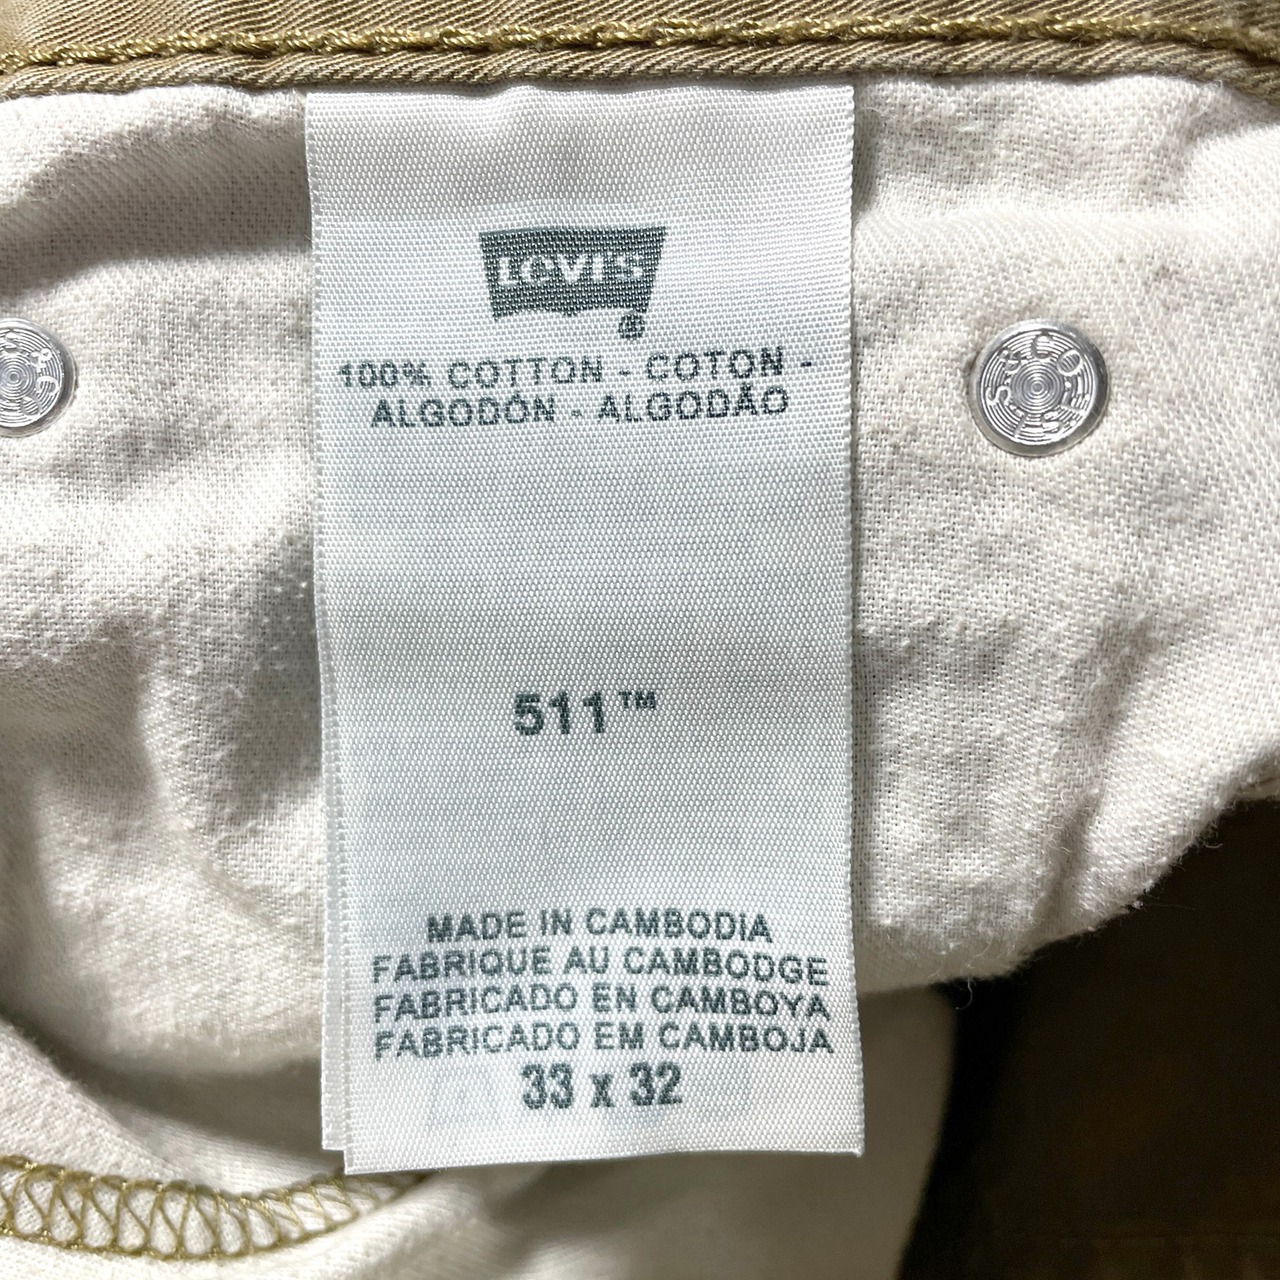 LEVI'S
®
100% COTTON - COTON -
ALGODÓN - ALGODÃO
511™
MADE IN CAMBODIA
FABRIQUE AU CAMBODGE
FABRICADO EN CAMBOYA
FABRICADO EM CAMBOJA
33 x 32